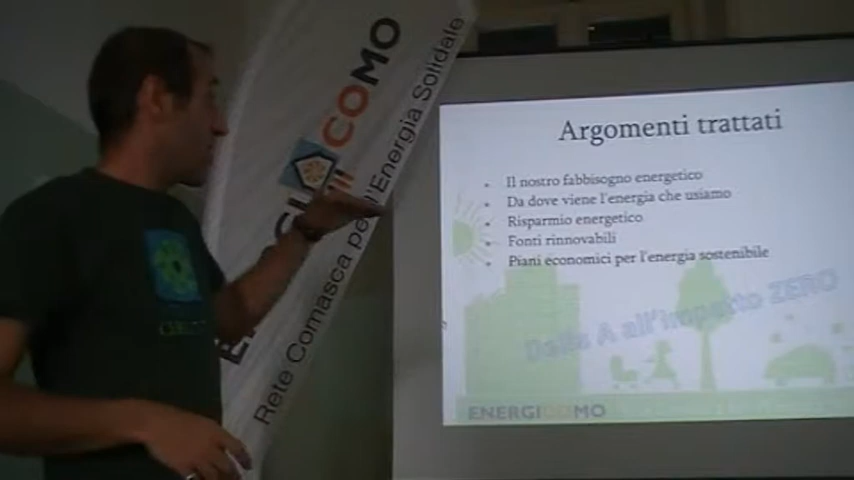 COMO
Rete Comasca per l'Energia Solidale
Argomenti trattati
Il nostro fabbisogno energetico
Da dove viene l'energia che usiamo
Risparmio energetico
Fonti rinnovabili
Piani economici per l'energia sostenibile
Dalla A all'impatto ZERO
ENERGICOMO